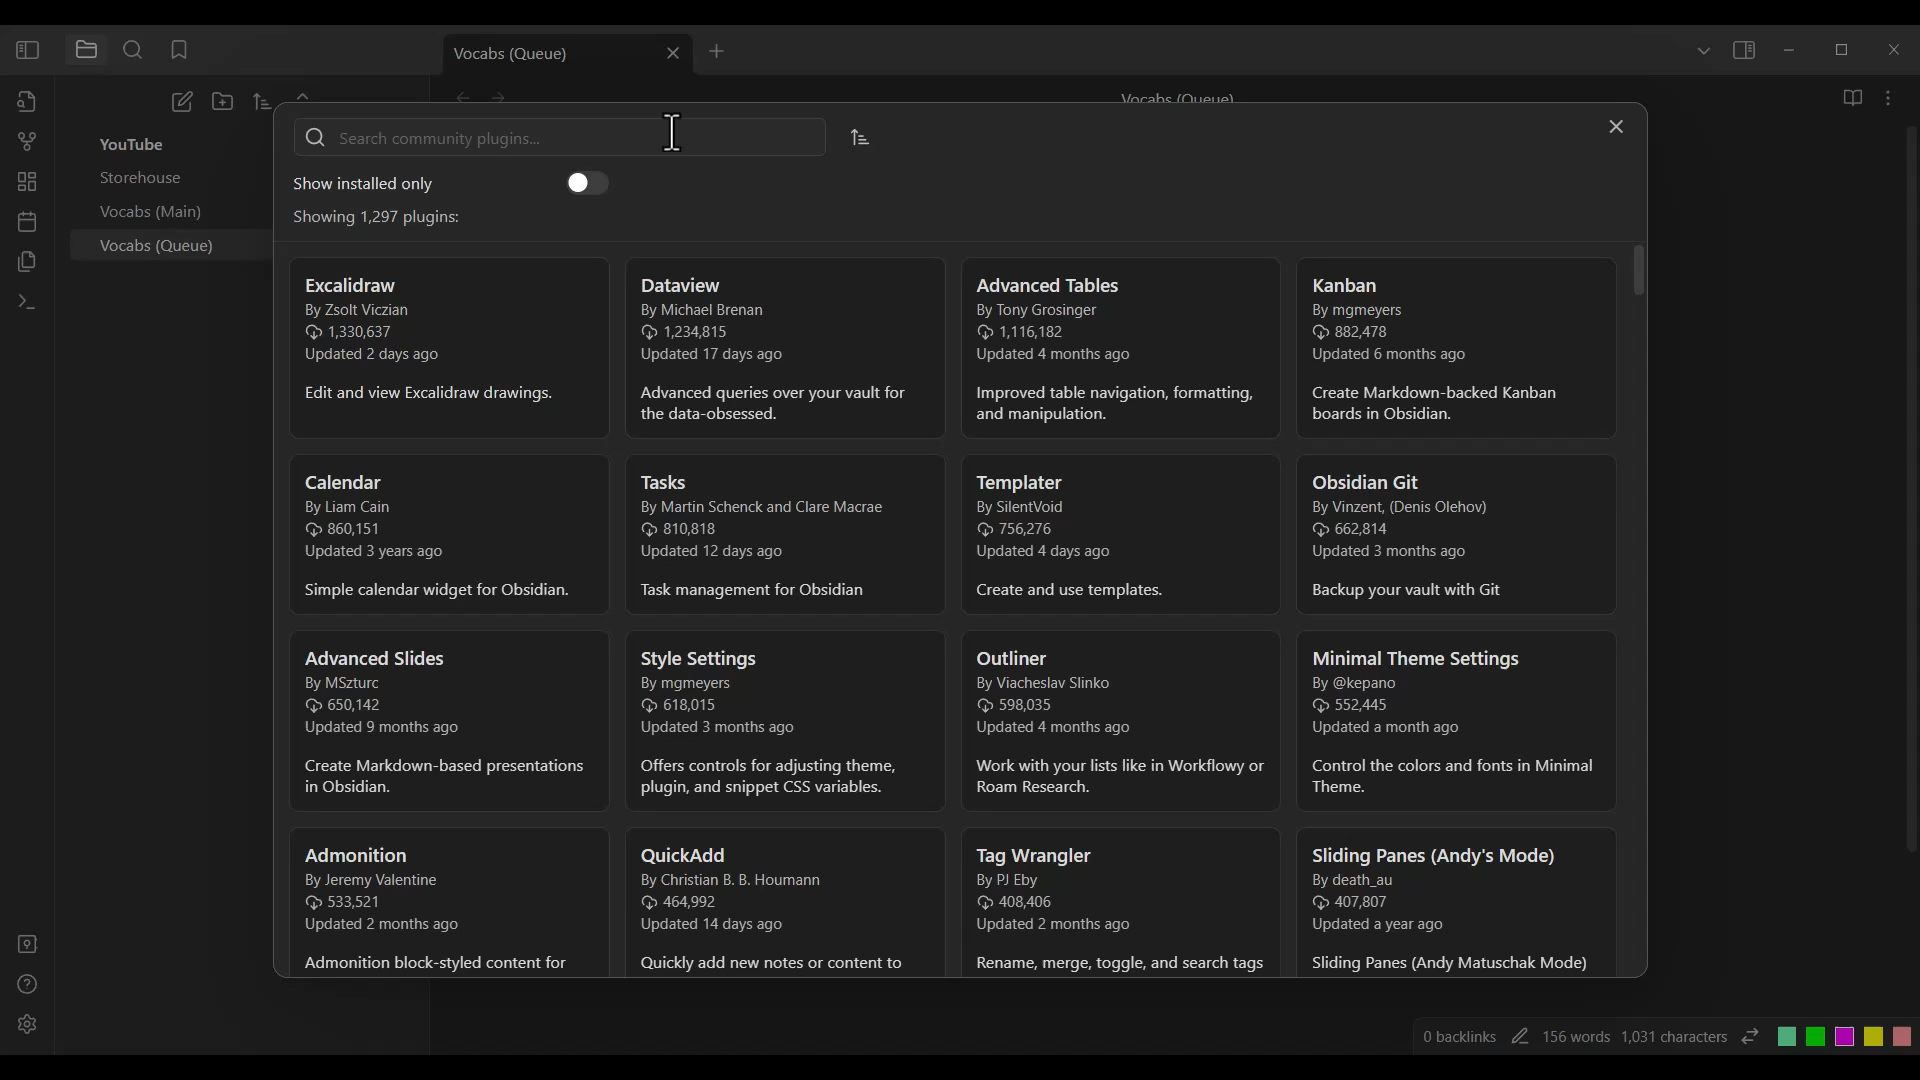 Vocabs (Queue)
Vocabs (Queue)
YouTube
Storehouse
Vocabs (Main)
Vocabs (Queue)
Search community plugins...
Show installed only
Showing 1,297 plugins:
Excalidraw
By Zsolt Viczian
1,330,637
Updated 2 days ago
Edit and view Excalidraw drawings.
Dataview
By Michael Brenan
1,234,815
Updated 17 days ago
Advanced queries over your vault for
the data-obsessed.
Advanced Tables
By Tony Grosinger
1,116,182
Updated 4 months ago
Improved table navigation, formatting,
and manipulation.
Kanban
By mgmeyers
882,478
Updated 6 months ago
Create Markdown-backed Kanban
boards in Obsidian.
Calendar
By Liam Cain
860,151
Updated 3 years ago
Simple calendar widget for Obsidian.
Tasks
By Martin Schenck and Clare Macrae
810,818
Updated 12 days ago
Task management for Obsidian
Templater
By SilentVoid
756,276
Updated 4 days ago
Create and use templates.
Obsidian Git
By Vinzent, (Denis Olehov)
662,814
Updated 3 months ago
Backup your vault with Git
Advanced Slides
By MSzturc
650,142
Updated 9 months ago
Create Markdown-based presentations
in Obsidian.
Style Settings
By mgmeyers
618,015
Updated 3 months ago
Offers controls for adjusting theme,
plugin, and snippet CSS variables.
Outliner
By Viacheslav Slinko
598,035
Updated 4 months ago
Work with your lists like in Workflowy or
Roam Research.
Minimal Theme Settings
By @kepano
552,445
Updated a month ago
Control the colors and fonts in Minimal
Theme.
Admonition
By Jeremy Valentine
533,521
Updated 2 months ago
Admonition block-styled content for
QuickAdd
By Christian B. B. Houmann
464,992
Updated 14 days ago
Quickly add new notes or content to
Tag Wrangler
By PJ Eby
408,406
Updated 2 months ago
Rename, merge, toggle, and search tags
Sliding Panes (Andy's Mode)
By death_au
407,807
Updated a year ago
Sliding Panes (Andy Matuschak Mode)
0 backlinks
156 words 1,031 characters